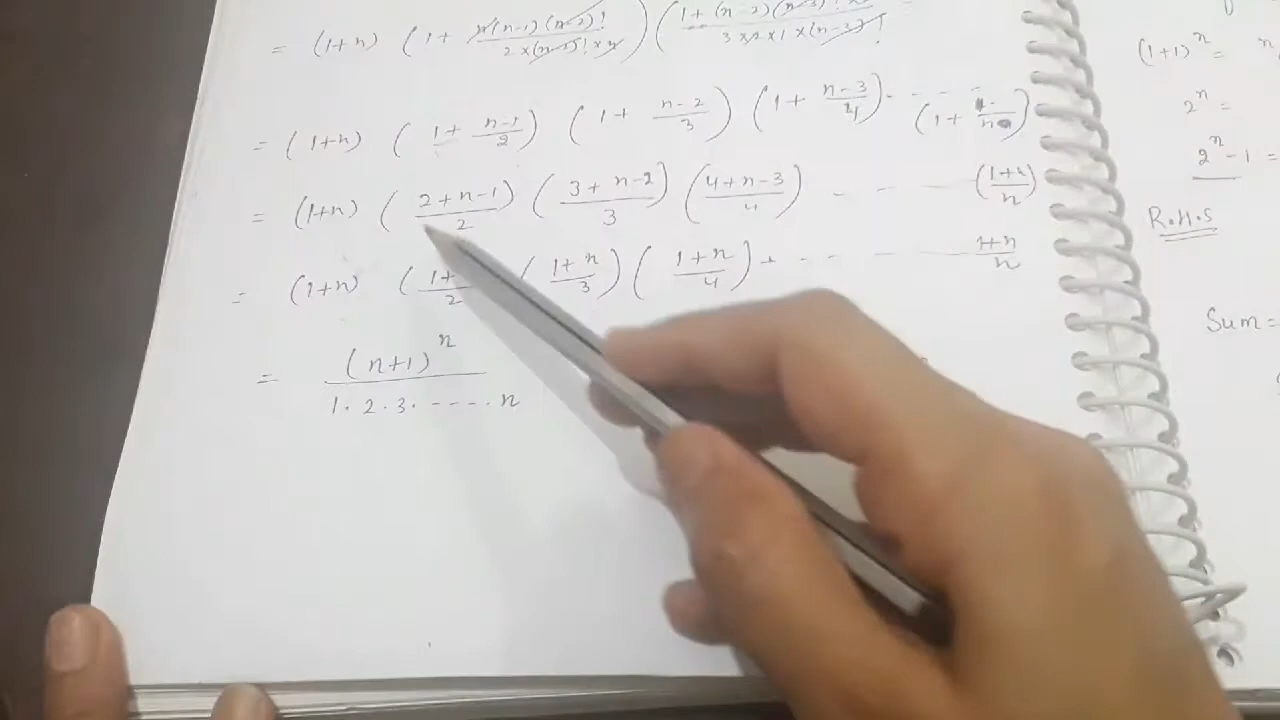 = (1+n) (1 + n(n-1)(n-2)! / 2×(n-2)!×n) (1+(n-2)(n-3)! / 3×2×1×(n-3)!
= (1+n) (1 + n-1/2) (1 + n-2/3) (1 + n-3/4) - - - - (1 + 1/n)
= (1+n) (2+n-1/2) (3+n-2/3) (4+n-3/4) - - - (1+n/n)
= (1+n) (1+ /2 (1+n/3) (1+n/4) + - - - 1+n/n
= (n+1)^n / 1·2·3·----·n
(1+1)^n = n
2^n =
2^n - 1 =
R.H.S
Sum =